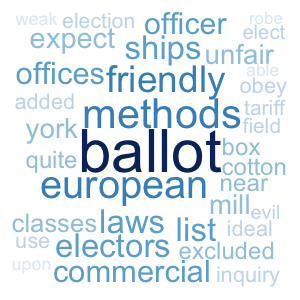 weak election officer robe
expect ships unfair elect
offices friendly able obey
added methods tariff
york ballot field
quite box cotton
european near
classes laws list mill evil
use electors excluded ideal
upon commercial inquiry